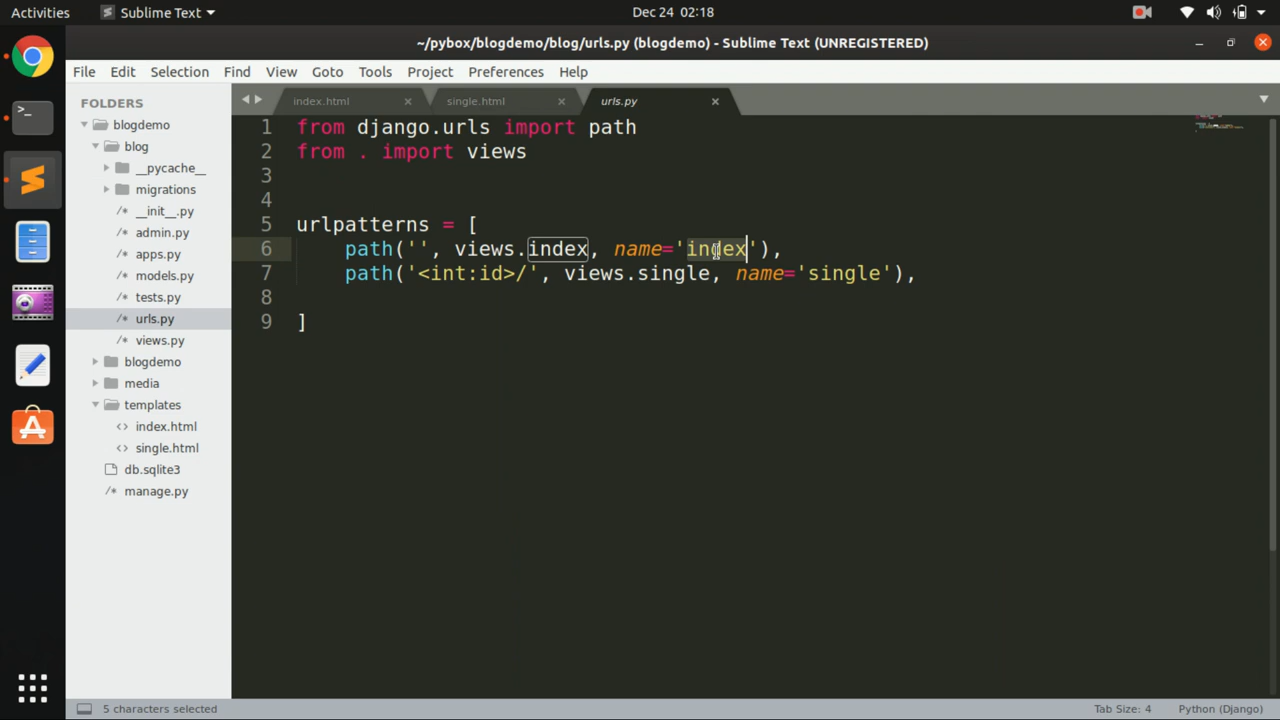 Activities
Sublime Text
Dec 24 02:18
~/pybox/blogdemo/blog/urls.py (blogdemo) - Sublime Text (UNREGISTERED)
File Edit Selection Find View Goto Tools Project Preferences Help
FOLDERS
blogdemo
blog
__pycache__
migrations
/* __init__.py
/* admin.py
/* apps.py
/* models.py
/* tests.py
/* urls.py
/* views.py
blogdemo
media
templates
<> index.html
<> single.html
db.sqlite3
/* manage.py
index.html × single.html × urls.py ×
1 from django.urls import path
2 from . import views
3
4
5 urlpatterns = [
6 path('', views.index, name='index'),
7 path('<int:id>/', views.single, name='single'),
8
9 ]
5 characters selected
Tab Size: 4
Python (Django)